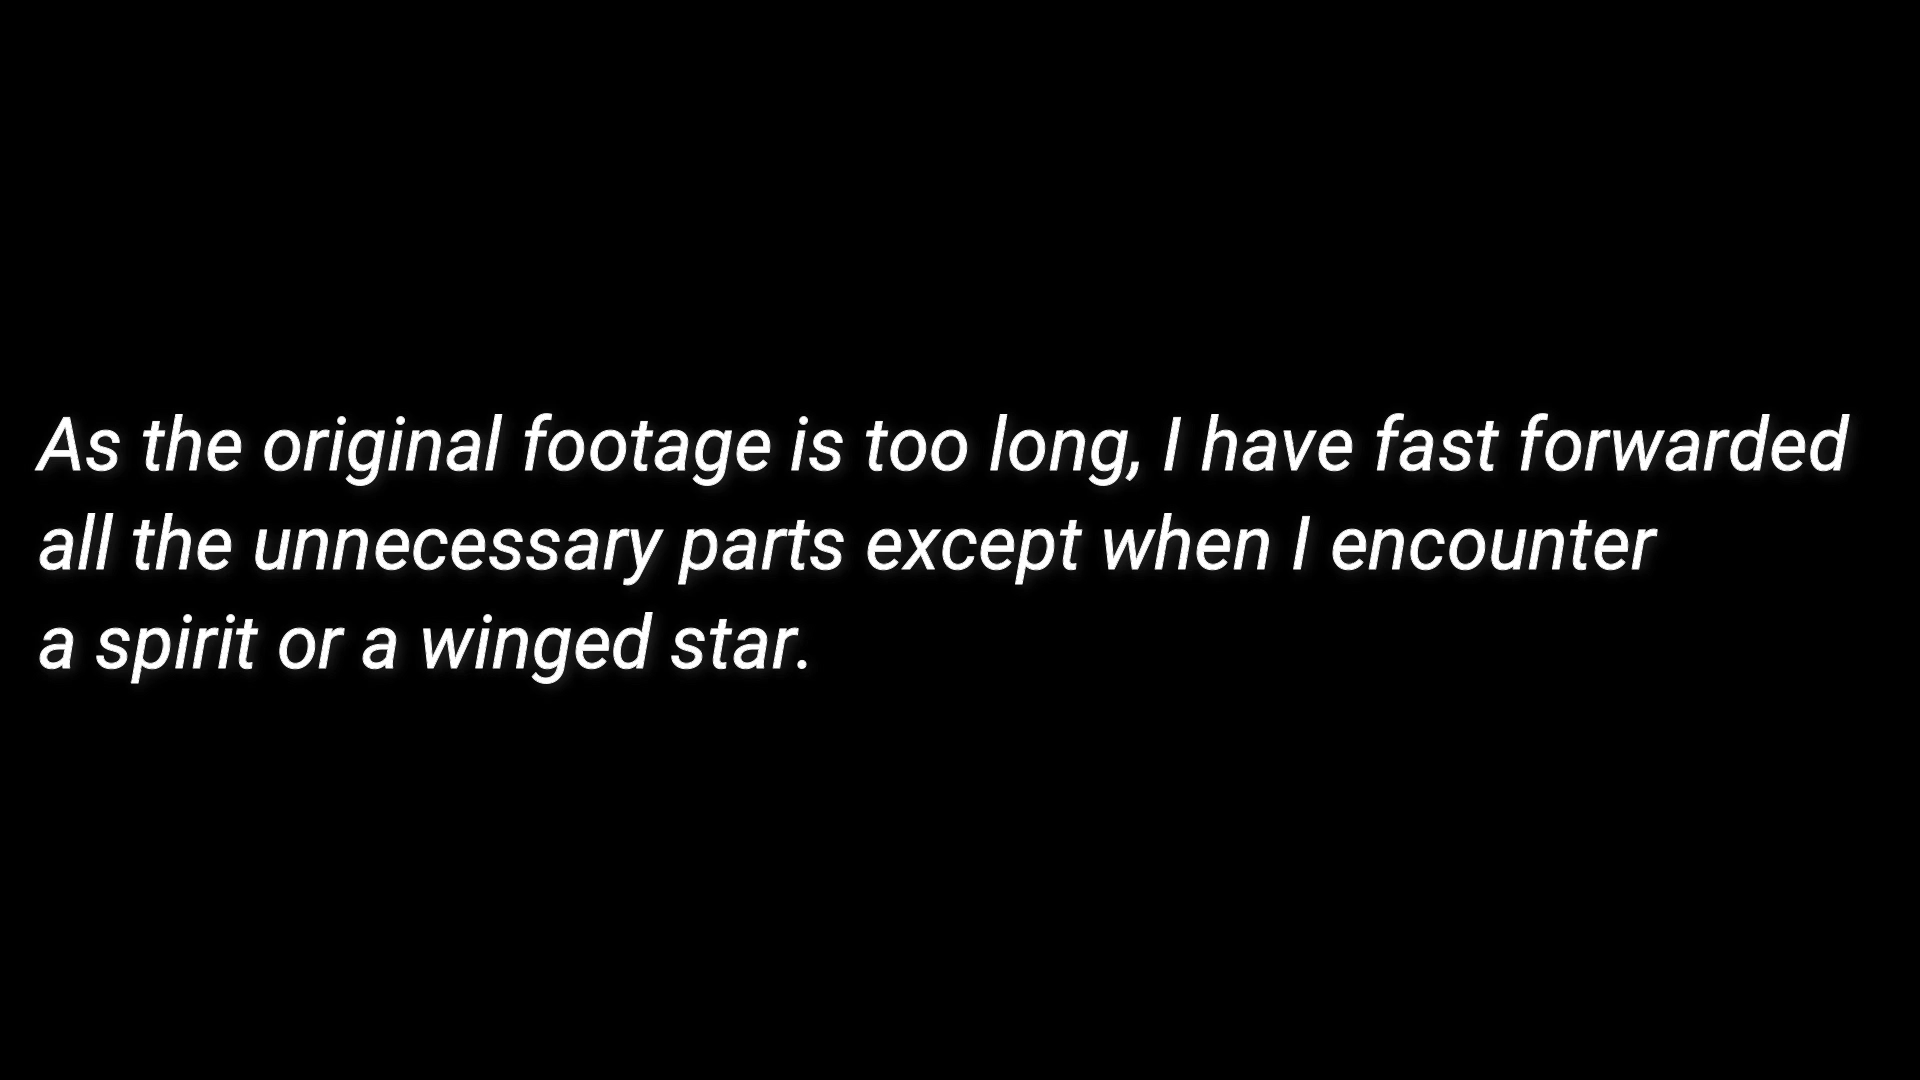 As the original footage is too long, I have fast forwarded
all the unnecessary parts except when I encounter
a spirit or a winged star.